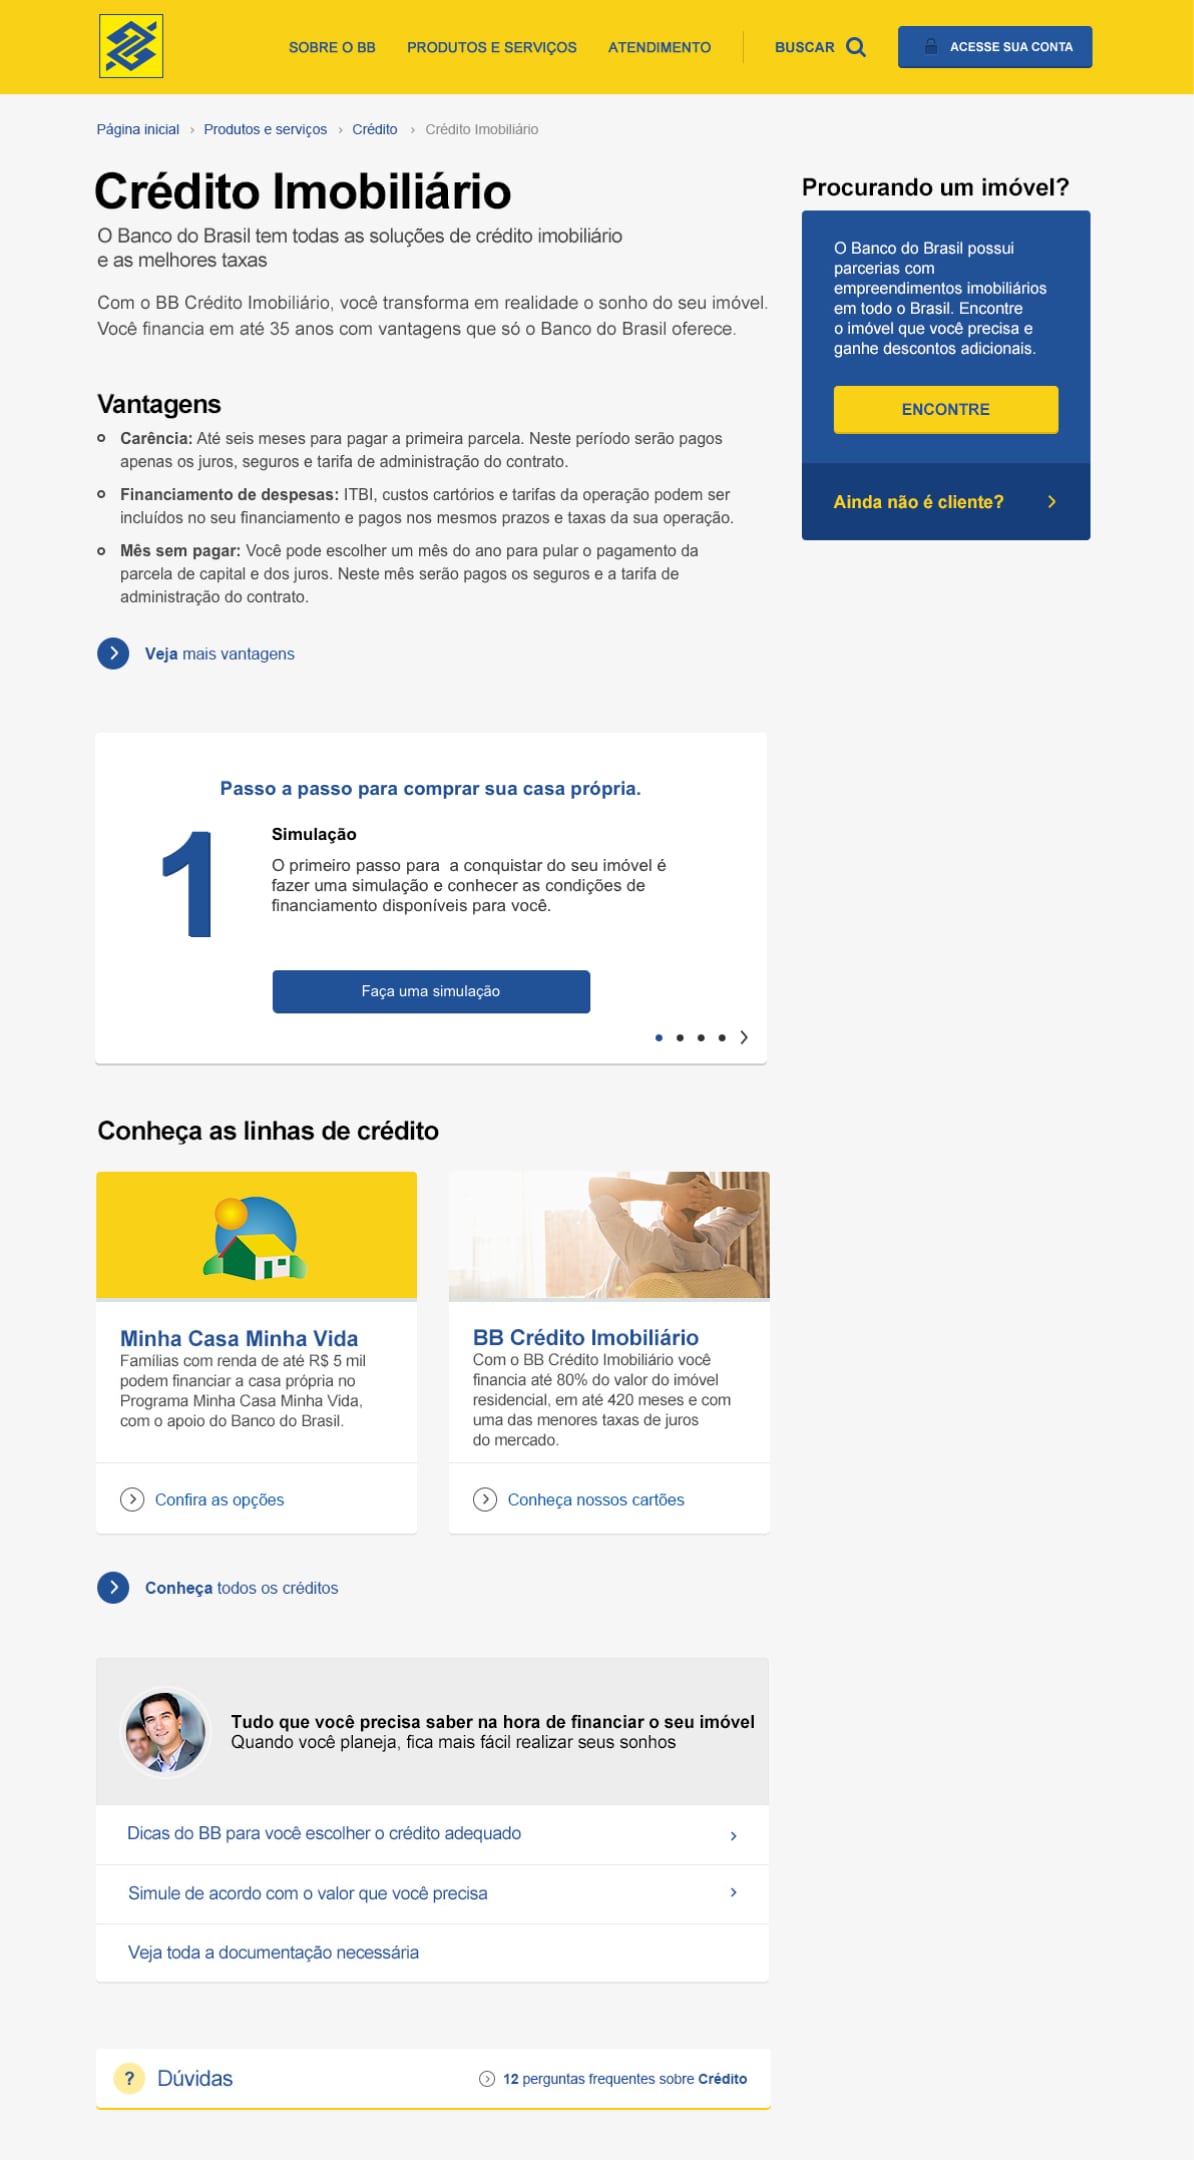 SOBRE O BB
PRODUTOS E SERVIÇOS
ATENDIMENTO
BUSCAR
ACESSE SUA CONTA
Página inicial › Produtos e serviços › Crédito › Crédito Imobiliário
Crédito Imobiliário
O Banco do Brasil tem todas as soluções de crédito imobiliário
e as melhores taxas
Com o BB Crédito Imobiliário, você transforma em realidade o sonho do seu imóvel.
Você financia em até 35 anos com vantagens que só o Banco do Brasil oferece.
Procurando um imóvel?
O Banco do Brasil possui
parcerias com
empreendimentos imobiliários
em todo o Brasil. Encontre
o imóvel que você precisa e
ganhe descontos adicionais.
ENCONTRE
Ainda não é cliente?
Vantagens
Carência: Até seis meses para pagar a primeira parcela. Neste período serão pagos
apenas os juros, seguros e tarifa de administração do contrato.
Financiamento de despesas: ITBI, custos cartórios e tarifas da operação podem ser
incluídos no seu financiamento e pagos nos mesmos prazos e taxas da sua operação.
Mês sem pagar: Você pode escolher um mês do ano para pular o pagamento da
parcela de capital e dos juros. Neste mês serão pagos os seguros e a tarifa de
administração do contrato.
Veja mais vantagens
Passo a passo para comprar sua casa própria.
1
Simulação
O primeiro passo para a conquistar do seu imóvel é
fazer uma simulação e conhecer as condições de
financiamento disponíveis para você.
Faça uma simulação
Conheça as linhas de crédito
Minha Casa Minha Vida
Famílias com renda de até R$ 5 mil
podem financiar a casa própria no
Programa Minha Casa Minha Vida,
com o apoio do Banco do Brasil.
Confira as opções
BB Crédito Imobiliário
Com o BB Crédito Imobiliário você
financia até 80% do valor do imóvel
residencial, em até 420 meses e com
uma das menores taxas de juros
do mercado.
Conheça nossos cartões
Conheça todos os créditos
Tudo que você precisa saber na hora de financiar o seu imóvel
Quando você planeja, fica mais fácil realizar seus sonhos
Dicas do BB para você escolher o crédito adequado
Simule de acordo com o valor que você precisa
Veja toda a documentação necessária
? Dúvidas
12 perguntas frequentes sobre Crédito